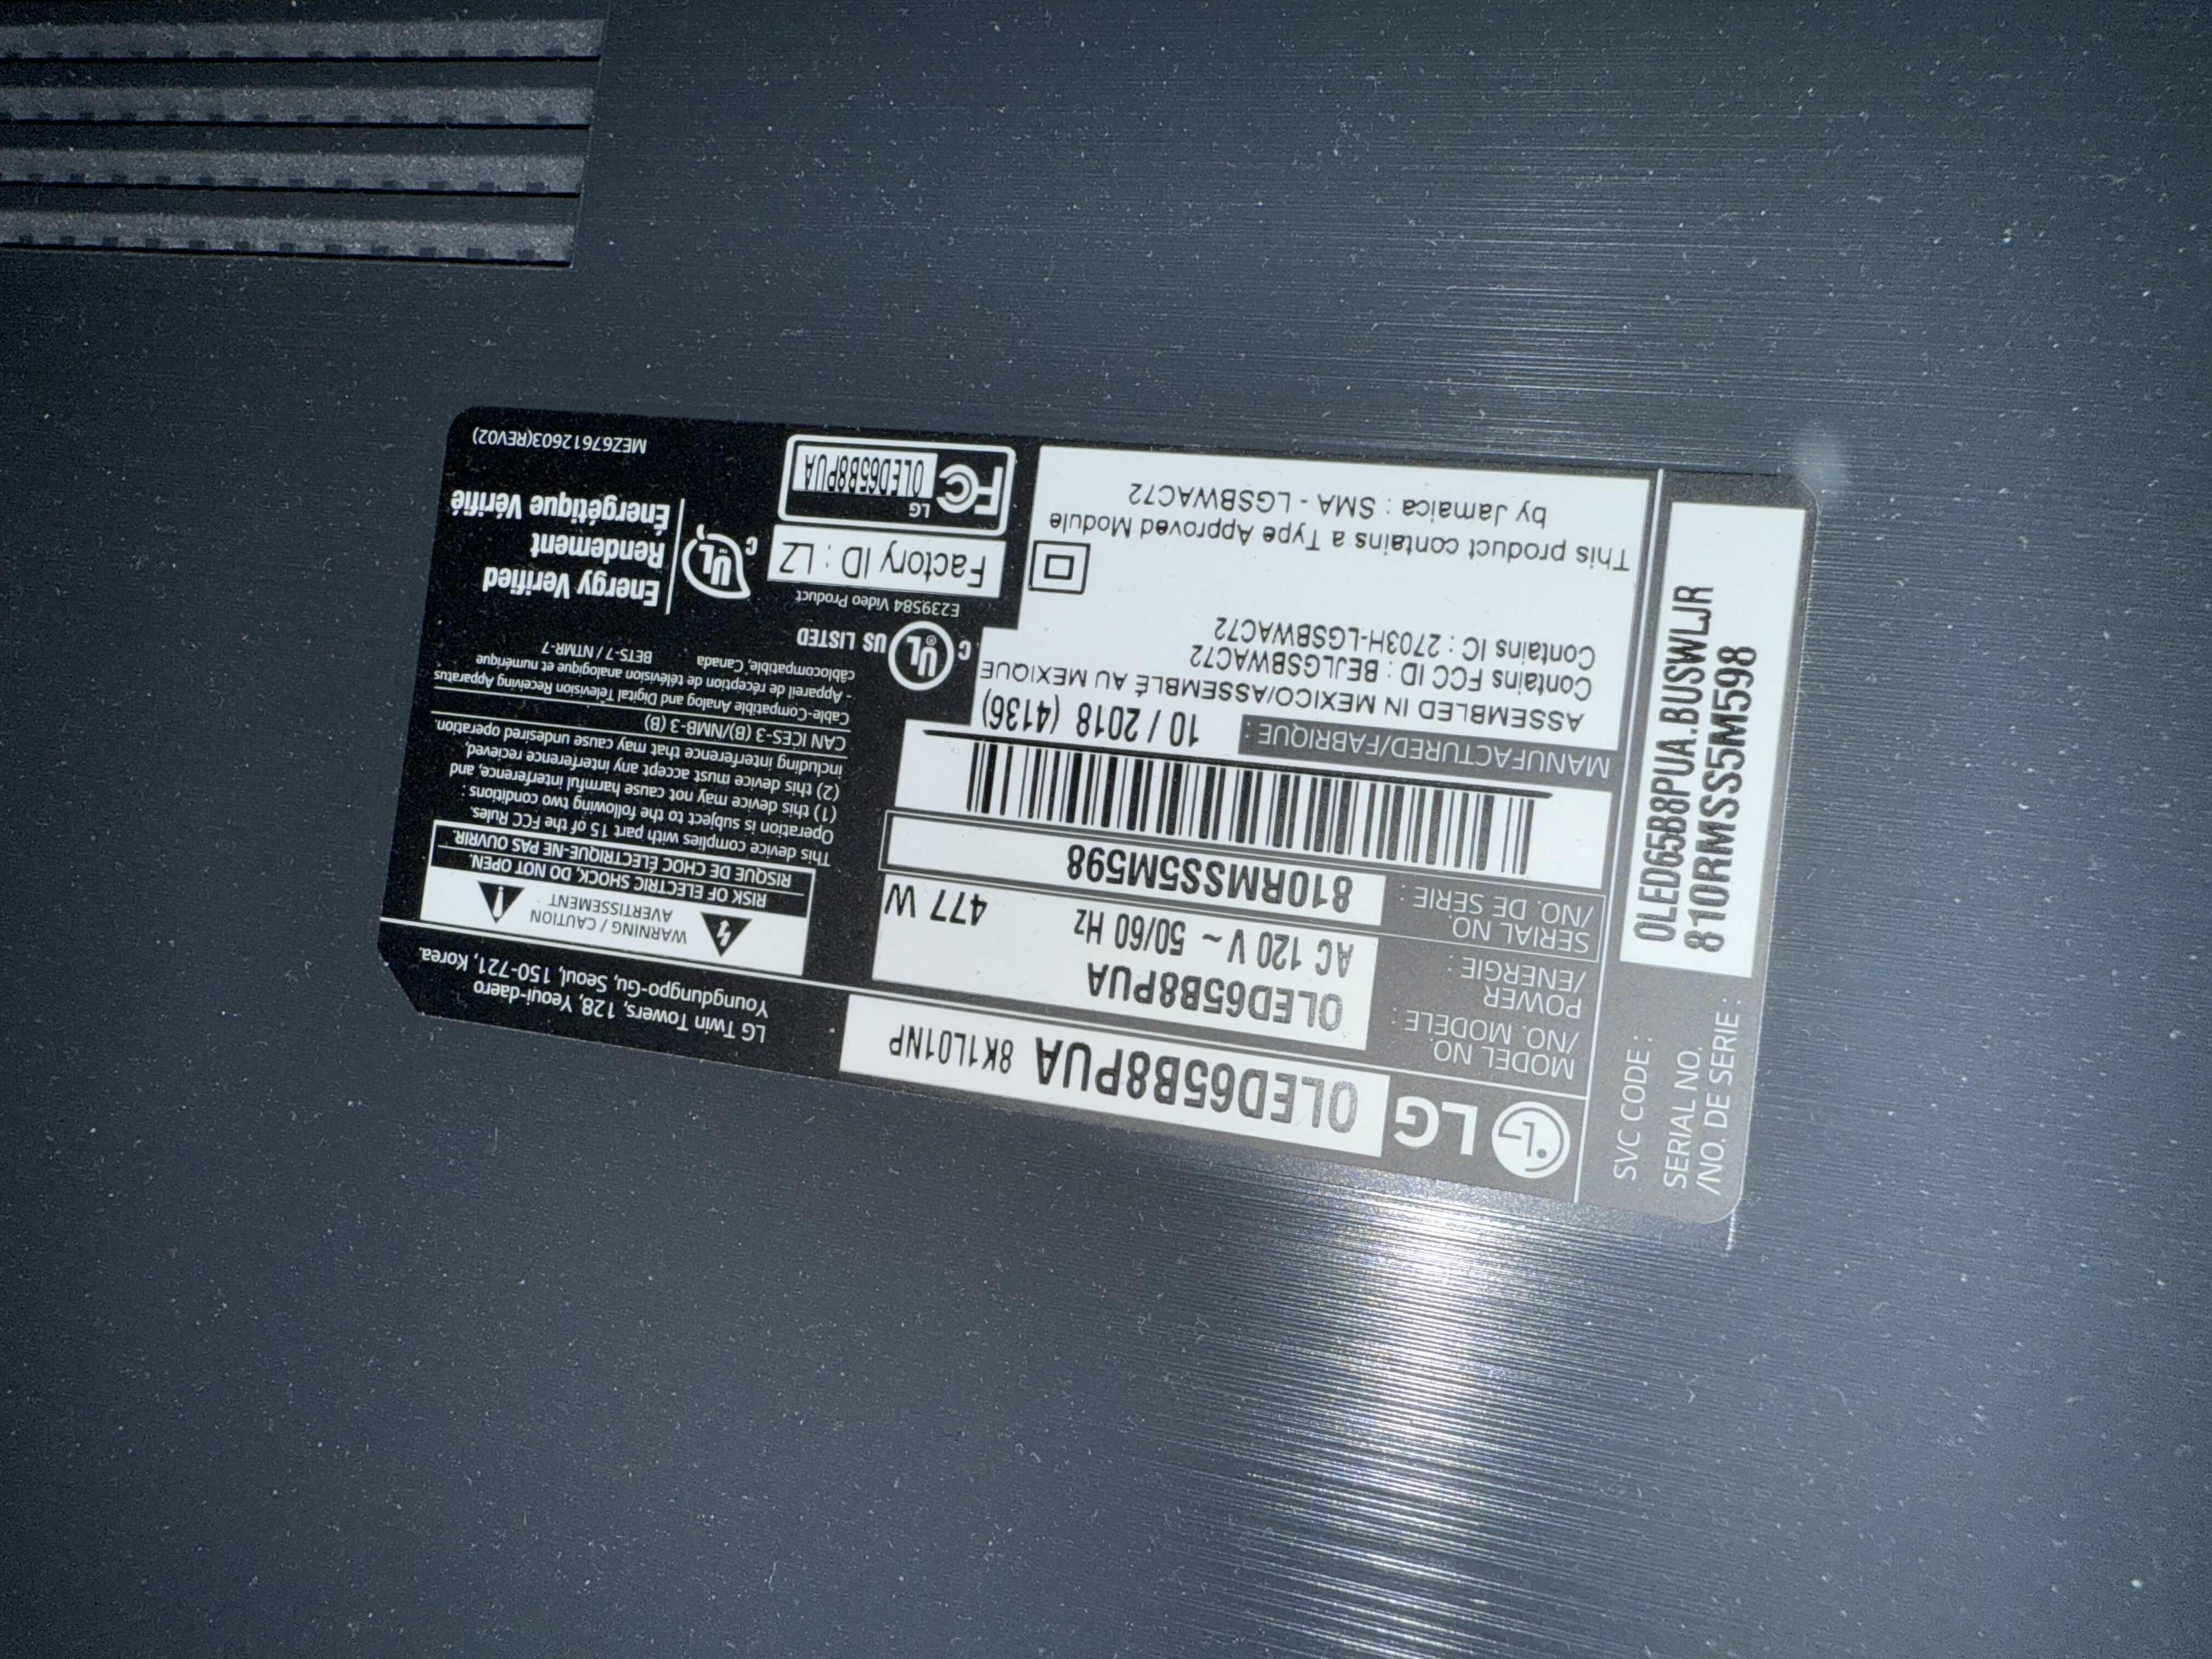 LG OLED65B8PUA 8K1L01NP
MODEL NO.
/NO. MODÈLE :
OLED65B8PUA
POWER
/ÉNERGIE :
AC 120 V ~ 50/60 Hz 477 W
SERIAL NO.
/NO. DE SERIE :
810RMSS5M598
MANUFACTURED/FABRIQUÉ : 10 / 2018 (4136)
ASSEMBLED IN MEXICO/ASSEMBLÉ AU MEXIQUE
Contains FCC ID : BEJLGSBWAC72
Contains IC : 2703H-LGSBWAC72
This product contains a Type Approved Module
by Jamaica : SMA - LGSBWAC72
LG Twin Towers, 128, Yeoui-daero
Youngdungpo-Gu, Seoul, 150-721, Korea.
WARNING / CAUTION
AVERTISSEMENT
RISK OF ELECTRIC SHOCK, DO NOT OPEN.
RISQUE DE CHOC ÉLECTRIQUE-NE PAS OUVRIR.
This device complies with part 15 of the FCC Rules.
Operation is subject to the following two conditions :
(1) this device may not cause harmful interference, and
(2) this device must accept any interference recieved,
including interference that may cause undesired operation.
CAN ICES-3 (B)/NMB-3 (B)
Cable-Compatible Analog and Digital Television Receiving Apparatus
- Appareil de réception de télévision analogique et numérique
câblocompatible, Canada BETS-7 / NTMR-7
C UL ® US LISTED
E239584 Video Product
Factory ID : LZ
FC LG
OLED65B8PUA
C UL
Energy Verified
Rendement
Énergétique Vérifié
MEZ67612603(REV02)
SVC CODE : OLED65B8PUA.BUSWLJR
SERIAL NO.
/NO. DE SERIE : 810RMSS5M598